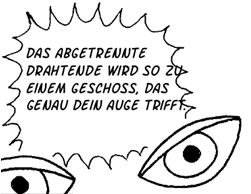 DAS ABGETRENNTE
DRAHTENDE WIRD SO ZU
EINEM GESCHOSS, DAS
GENAU DEIN AUGE TRIFFT.